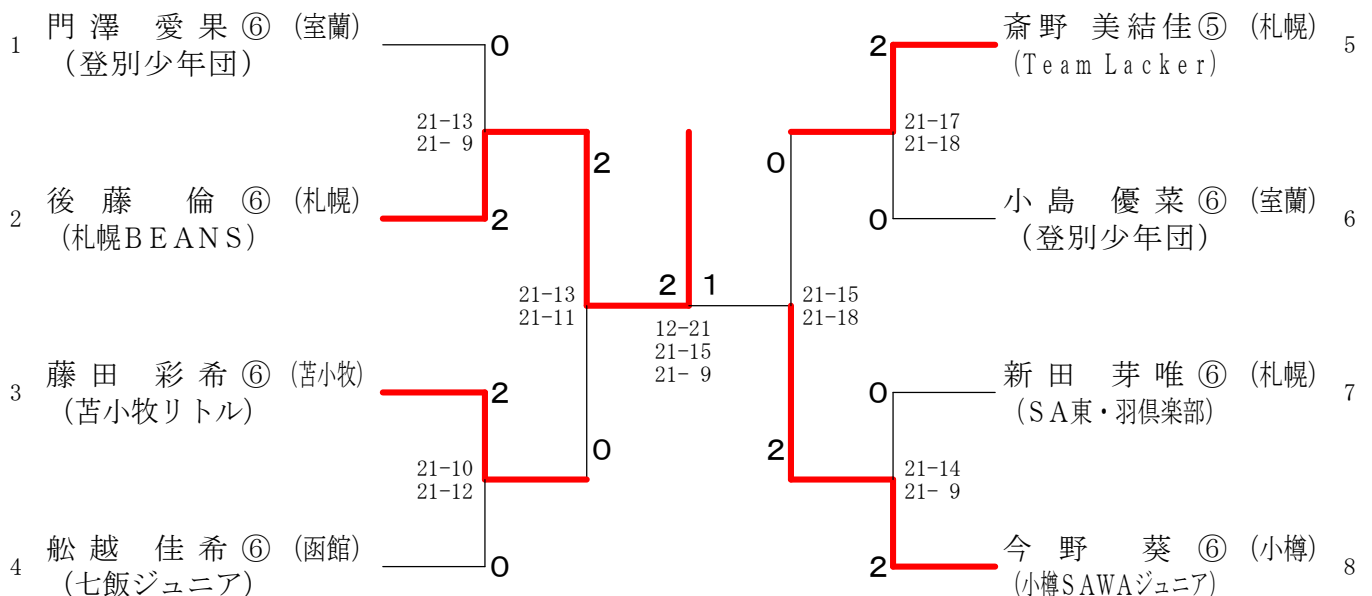 1 門澤 愛果⑥ (室蘭)
(登別少年団)
0
21-13
21- 9
2 後藤 倫⑥ (札幌)
(札幌BEANS)
2
2
21-13
21-11
3 藤田 彩希⑥ (苫小牧)
(苫小牧リトル)
2
0
21-10
21-12
4 舩越 佳希⑥ (函館)
(七飯ジュニア)
0
2 1
12-21
21-15
21- 9
斎野 美結佳⑤ (札幌) 5
(Team Lacker)
2
21-17
21-18
0
小島 優菜⑥ (室蘭) 6
(登別少年団)
0
21-15
21-18
新田 芽唯⑥ (札幌) 7
(SA東・羽倶楽部)
0
2
21-14
21- 9
今野 葵⑥ (小樽) 8
(小樽SAWAジュニア)
2